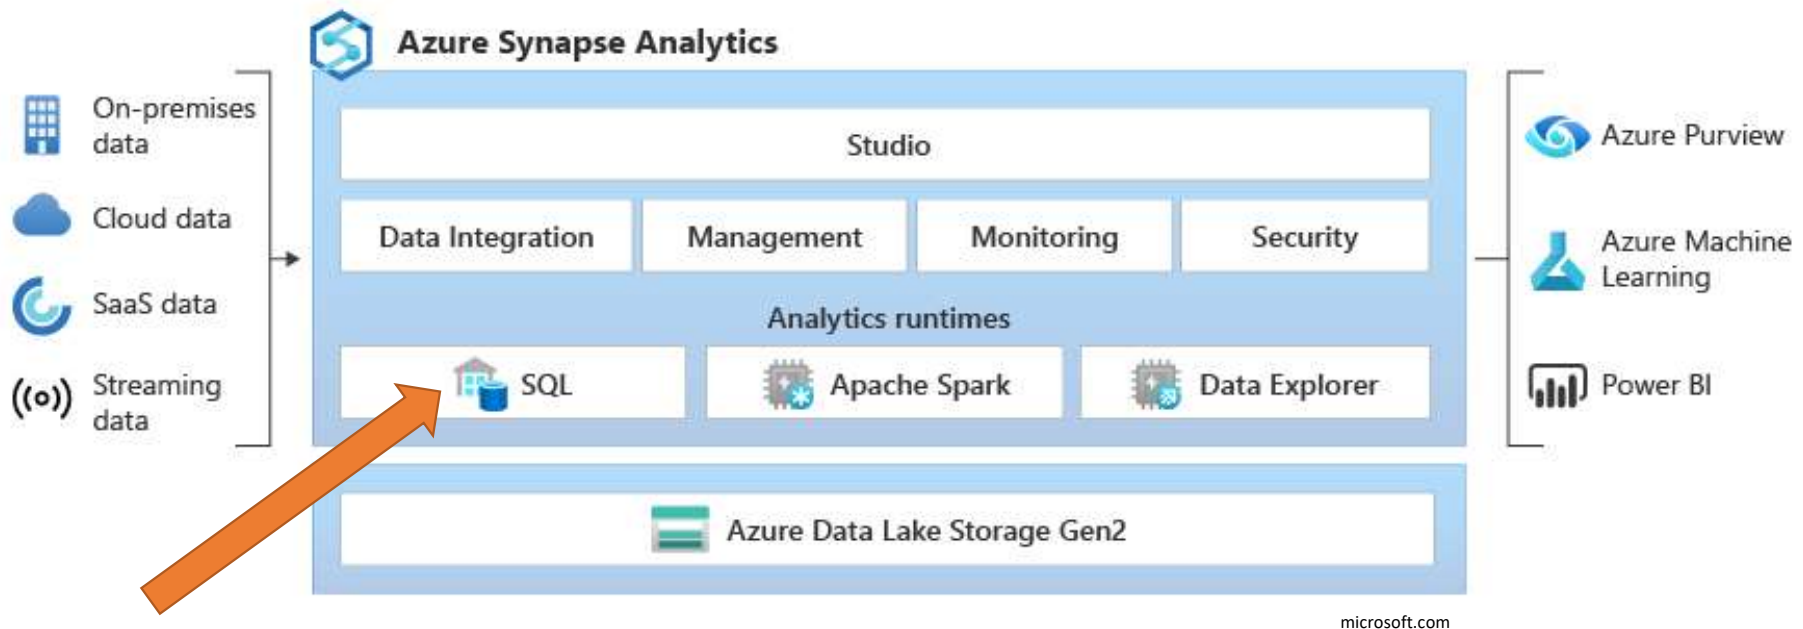 Azure Synapse Analytics
On-premises
data
Cloud data
SaaS data
Streaming
data
Studio
Data Integration
Management
Monitoring
Security
Analytics runtimes
SQL
Apache Spark
Data Explorer
Azure Data Lake Storage Gen2
Azure Purview
Azure Machine
Learning
Power BI
microsoft.com